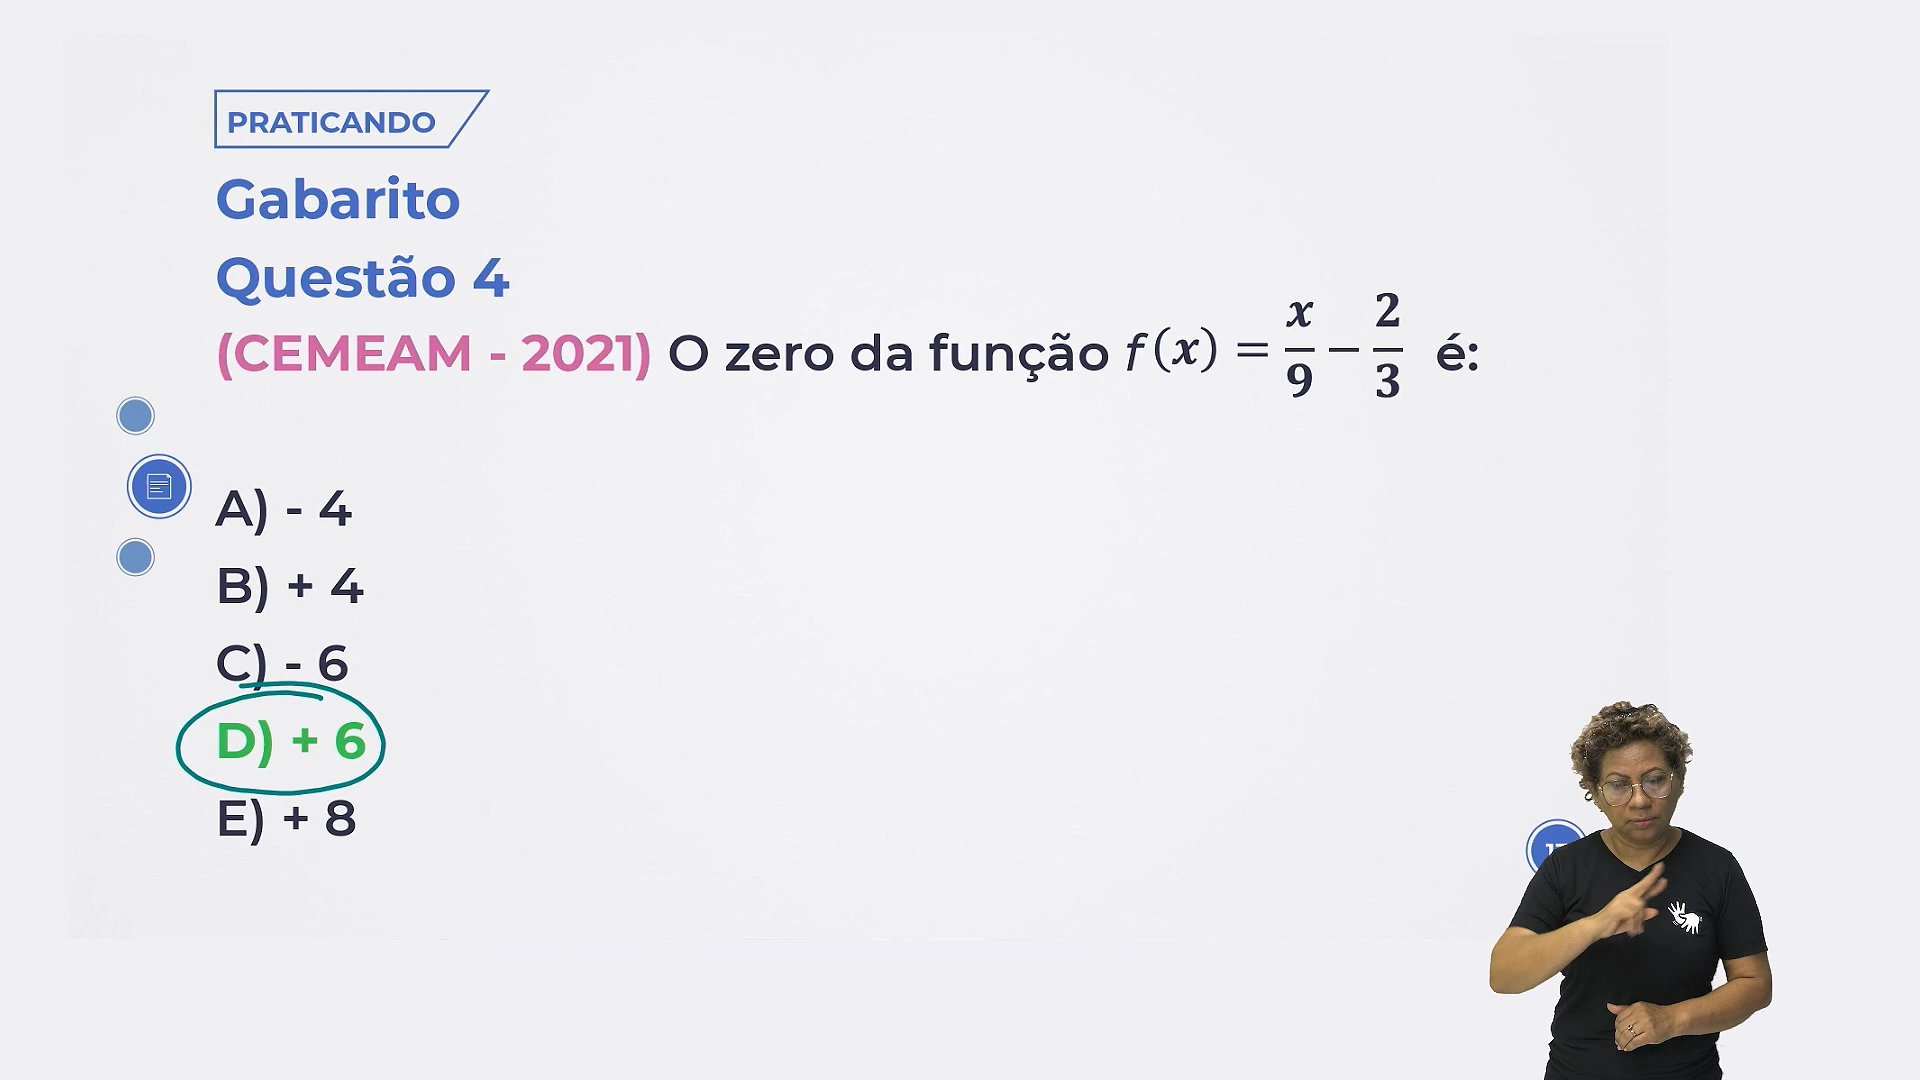 PRATICANDO
Gabarito
Questão 4
(CEMEAM - 2021) O zero da função f(x) = x/9 − 2/3 é:
A) - 4
B) + 4
C) - 6
D) + 6
E) + 8